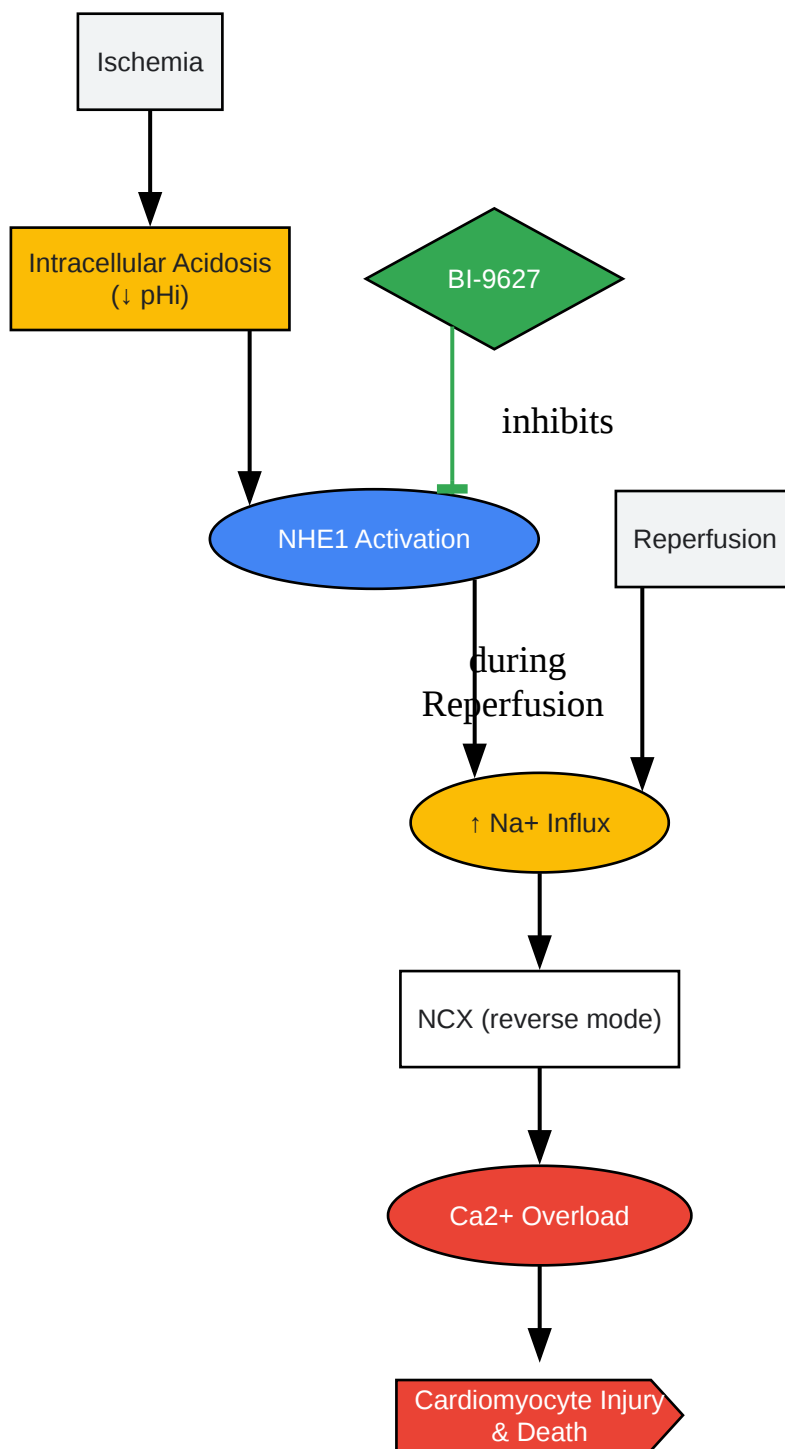 Ischemia
Intracellular Acidosis
(↓ pHi)
BI-9627
inhibits
NHE1 Activation
Reperfusion
during
Reperfusion
↑ Na+ Influx
NCX (reverse mode)
Ca2+ Overload
Cardiomyocyte Injury
& Death